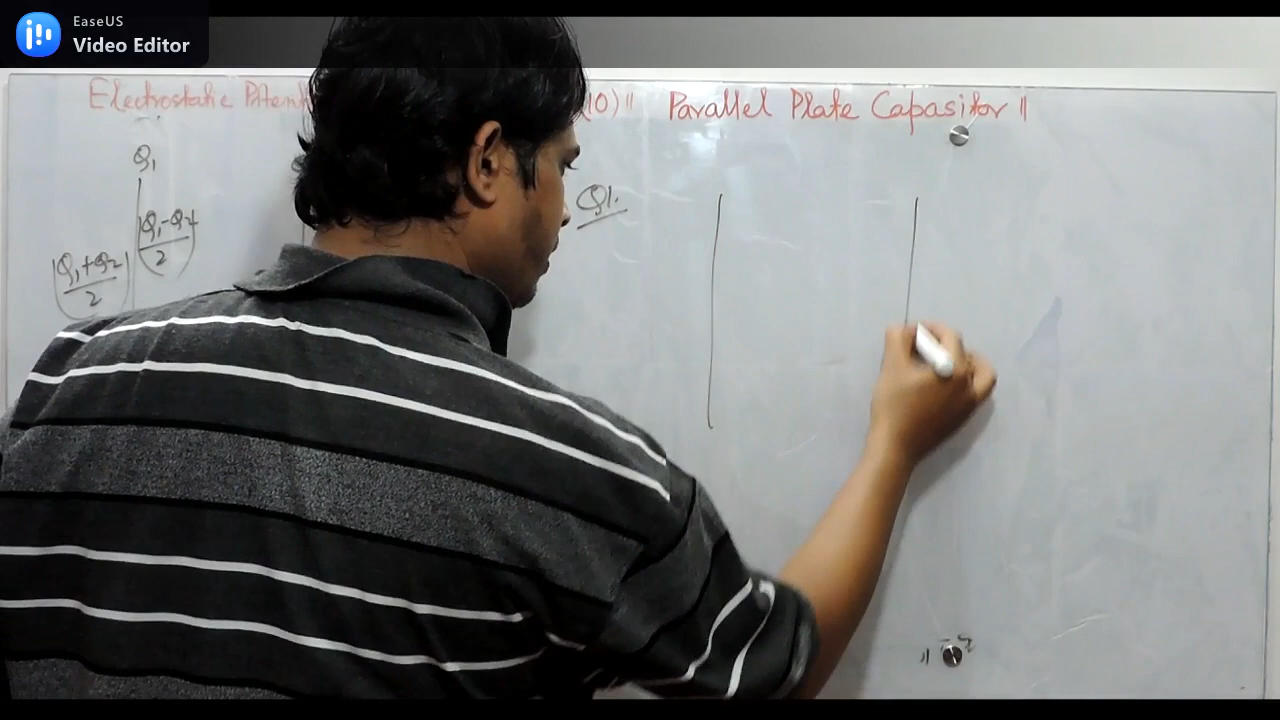 EaseUS
Video Editor
Electrostatic Potent (10) || Parallel Plate Capasitor ||
Q1
Q1.
Q1-Q2
2
Q1+Q2
2